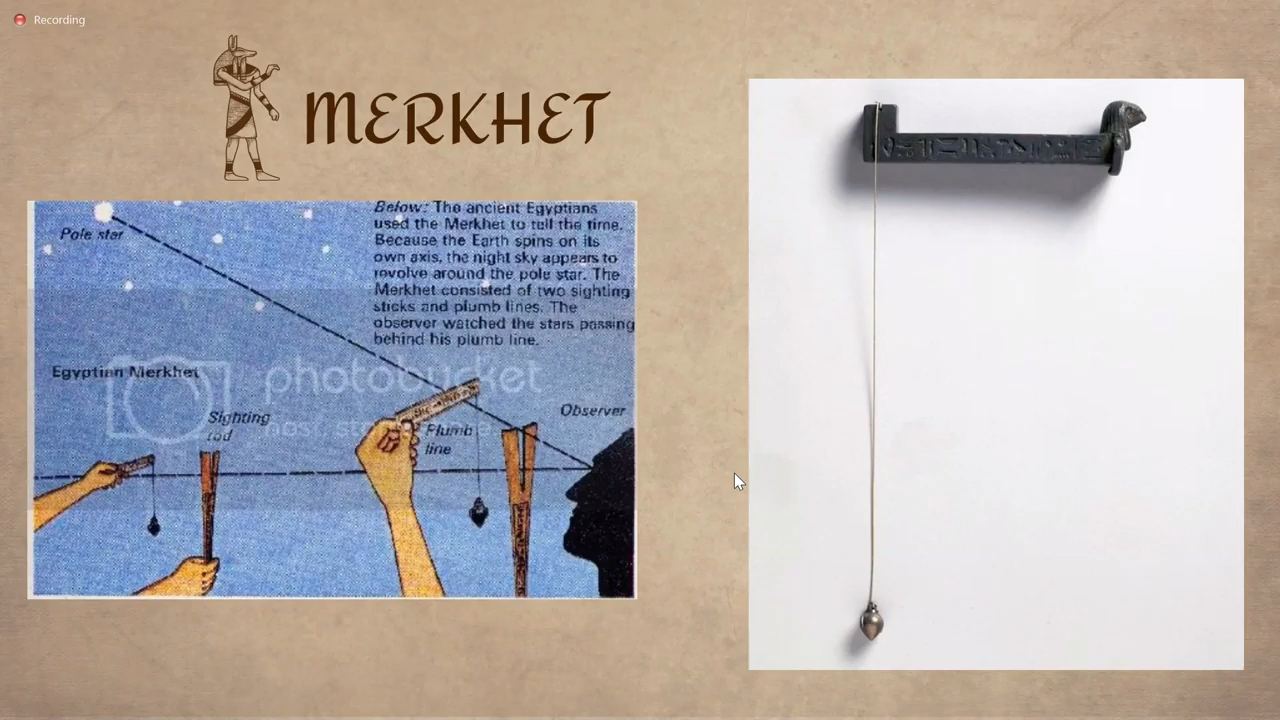 Recording
MERKHET
Below: The ancient Egyptians
used the Merkhet to tell the time.
Because the Earth spins on its
own axis, the night sky appears to
revolve around the pole star. The
Merkhet consisted of two sighting
sticks and plumb lines. The
observer watched the stars passing
behind his plumb line.
Pole star
Egyptian Merkhet
photobucket
Sighting
rod
Plumb
line
Observer